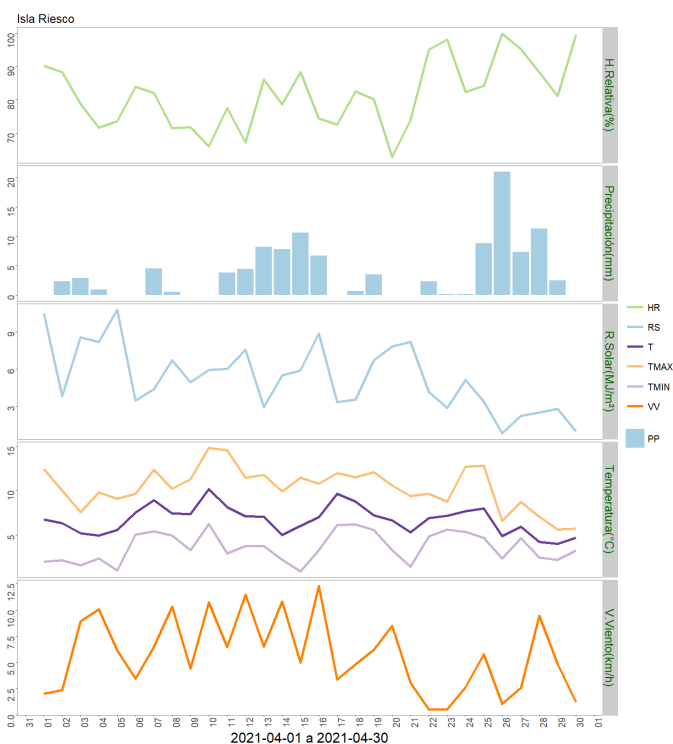 Isla Riesco
100
90
80
70
H.Relativa(%)
20
15
10
5
0
Precipitación(mm)
9
6
3
R.Solar(MJ/m²)
15
10
5
Temperatura(°C)
12.5
10.0
7.5
5.0
2.5
0.0
V.Viento(km/h)
31 01 02 03 04 05 06 07 08 09 10 11 12 13 14 15 16 17 18 19 20 21 22 23 24 25 26 27 28 29 30 01
2021-04-01 a 2021-04-30
HR
RS
T
TMAX
TMIN
VV
PP